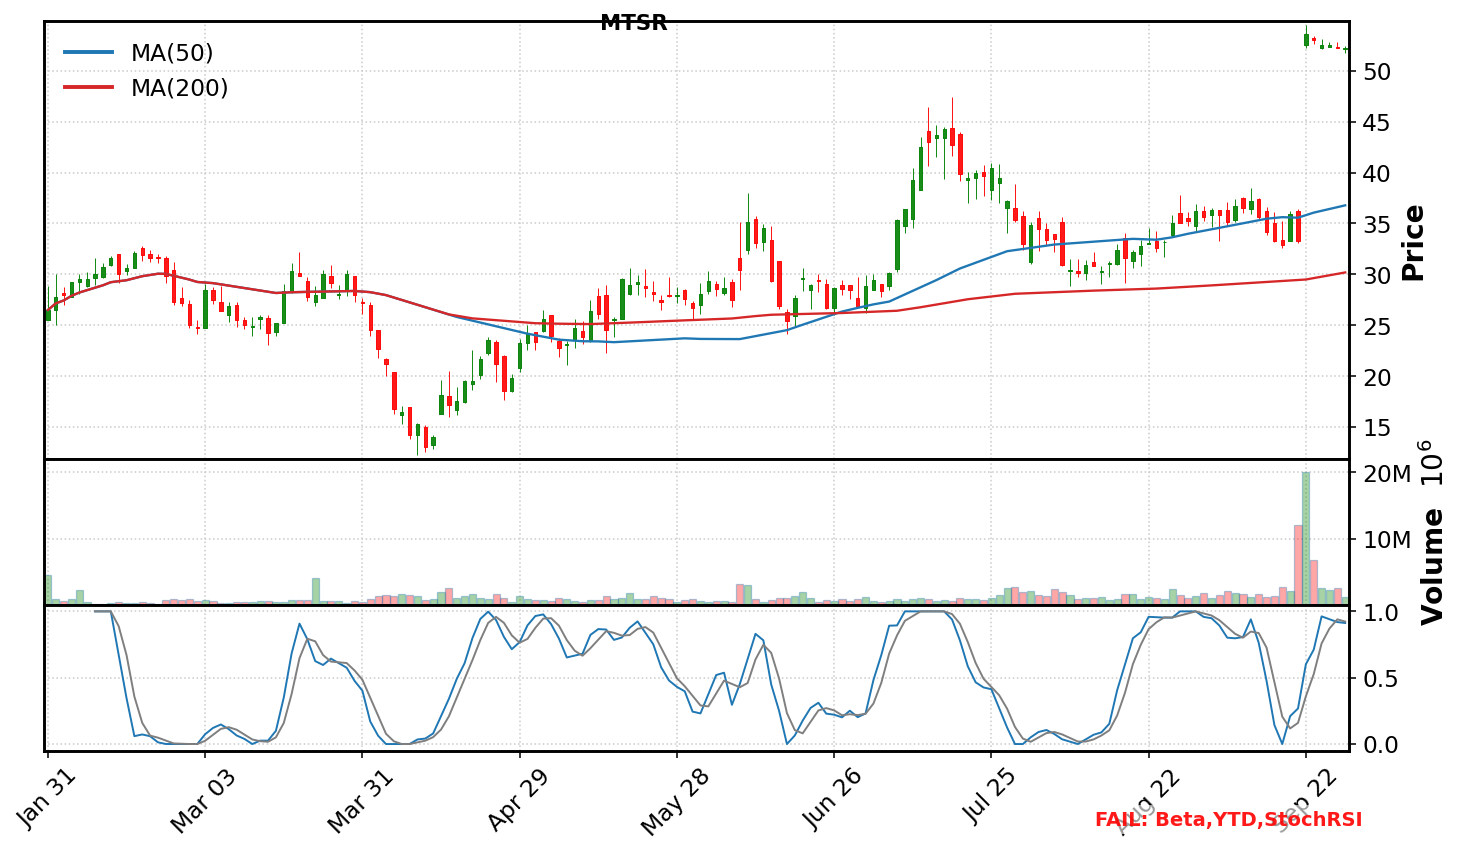 MTSR
MA(50)
MA(200)
50
45
40
35
30
25
20
15
Price
20M
10M
Volume 10^6
1.0
0.5
0.0
Jan 31
Mar 03
Mar 31
Apr 29
May 28
Jun 26
Jul 25
Aug 22
Sep 22
FAIL: Beta,YTD,StochRSI